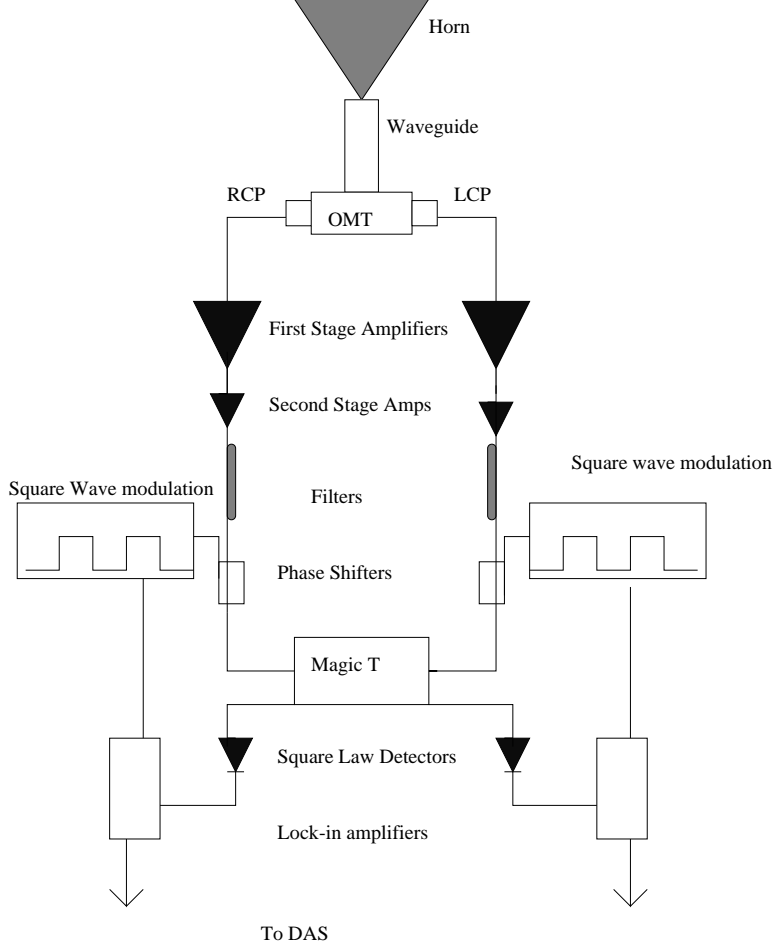 Horn
Waveguide
RCP
LCP
OMT
First Stage Amplifiers
Second Stage Amps
Square wave modulation
Square Wave modulation
Filters
Phase Shifters
Magic T
Square Law Detectors
Lock-in amplifiers
To DAS